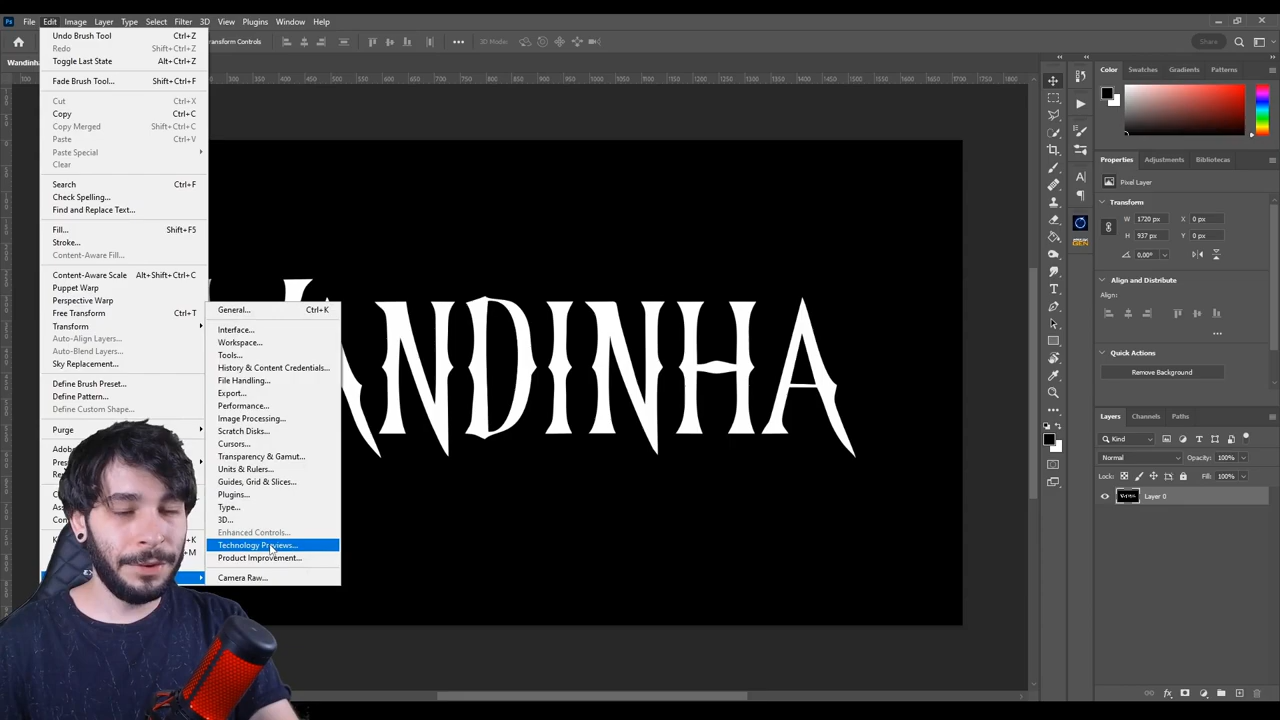 Ps File Edit Image Layer Type Select Filter 3D View Plugins Window Help
Transform Controls
3D Mode:
Share
Undo Brush Tool Ctrl+Z
Redo Shift+Ctrl+Z
Toggle Last State Alt+Ctrl+Z
Fade Brush Tool... Shift+Ctrl+F
Cut Ctrl+X
Copy Ctrl+C
Copy Merged Shift+Ctrl+C
Paste Ctrl+V
Paste Special
Clear
Search Ctrl+F
Check Spelling...
Find and Replace Text...
Fill... Shift+F5
Stroke...
Content-Aware Fill...
Content-Aware Scale Alt+Shift+Ctrl+C
Puppet Warp
Perspective Warp
Free Transform Ctrl+T
Transform
Auto-Align Layers...
Auto-Blend Layers...
Sky Replacement...
Define Brush Preset...
Define Pattern...
Define Custom Shape...
Purge
General... Ctrl+K
Interface...
Workspace...
Tools...
History & Content Credentials...
File Handling...
Export...
Performance...
Image Processing...
Scratch Disks...
Cursors...
Transparency & Gamut...
Units & Rulers...
Guides, Grid & Slices...
Plugins...
Type...
3D...
Enhanced Controls...
Technology Previews...
Product Improvement...
Camera Raw...
WANDINHA
Color Swatches Gradients Patterns
Properties Adjustments Bibliotecas
Pixel Layer
Transform
W 1720 px X 0 px
H 937 px Y 0 px
0,00°
Align and Distribute
Align:
Quick Actions
Remove Background
Layers Channels Paths
Kind
Normal Opacity: 100%
Lock: Fill: 100%
Layer 0